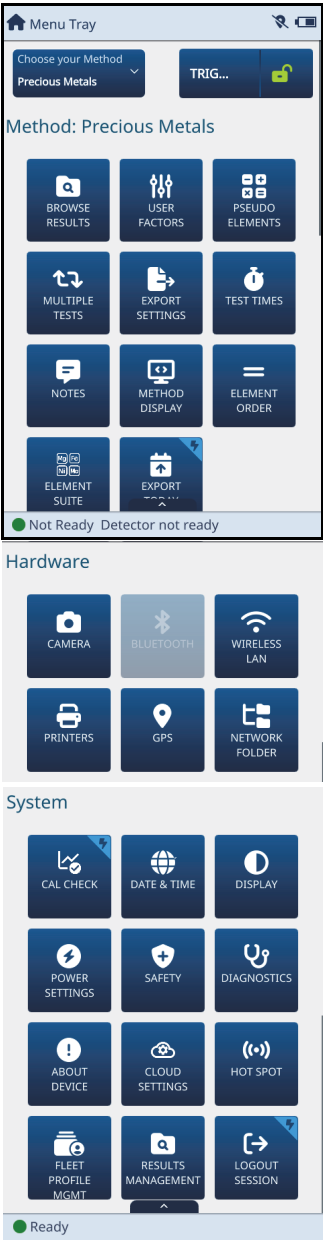 Menu Tray
Choose your Method
Precious Metals
TRIG...
Method: Precious Metals
BROWSE
RESULTS
USER
FACTORS
PSEUDO
ELEMENTS
MULTIPLE
TESTS
EXPORT
SETTINGS
TEST TIMES
NOTES
METHOD
DISPLAY
ELEMENT
ORDER
Mg Fe
Ni Mo
ELEMENT
SUITE
EXPORT
TODAY
Not Ready Detector not ready
Hardware
CAMERA
BLUETOOTH
WIRELESS
LAN
PRINTERS
GPS
NETWORK
FOLDER
System
CAL CHECK
DATE & TIME
DISPLAY
POWER
SETTINGS
SAFETY
DIAGNOSTICS
ABOUT
DEVICE
CLOUD
SETTINGS
HOT SPOT
FLEET
PROFILE
MGMT
RESULTS
MANAGEMENT
LOGOUT
SESSION
Ready